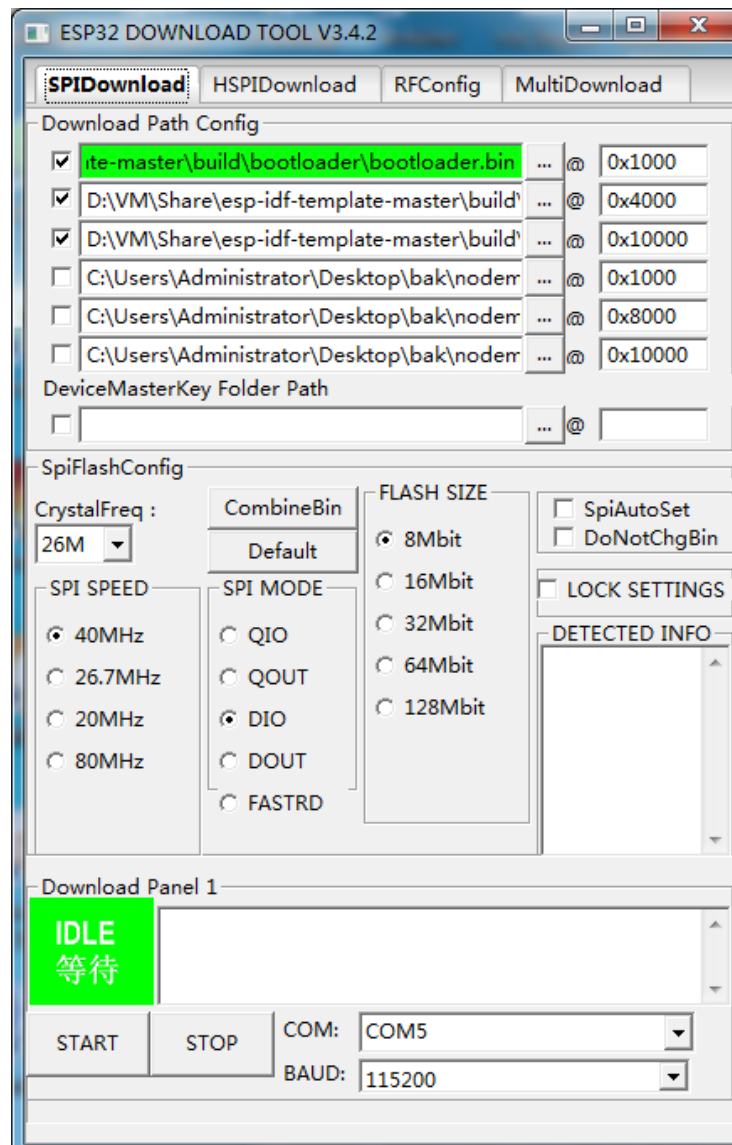 ESP32 DOWNLOAD TOOL V3.4.2
SPIDownload HSPIDownload RFConfig MultiDownload
Download Path Config
ite-master\build\bootloader\bootloader.bin ... @ 0x1000
D:\VM\Share\esp-idf-template-master\build\ ... @ 0x4000
D:\VM\Share\esp-idf-template-master\build\ ... @ 0x10000
C:\Users\Administrator\Desktop\bak\nodem ... @ 0x1000
C:\Users\Administrator\Desktop\bak\nodem ... @ 0x8000
C:\Users\Administrator\Desktop\bak\nodem ... @ 0x10000
DeviceMasterKey Folder Path
... @
SpiFlashConfig
CrystalFreq :
26M
CombineBin
Default
SPI SPEED
40MHz
26.7MHz
20MHz
80MHz
SPI MODE
QIO
QOUT
DIO
DOUT
FASTRD
FLASH SIZE
8Mbit
16Mbit
32Mbit
64Mbit
128Mbit
SpiAutoSet
DoNotChgBin
LOCK SETTINGS
DETECTED INFO
Download Panel 1
IDLE
等待
START STOP
COM: COM5
BAUD: 115200